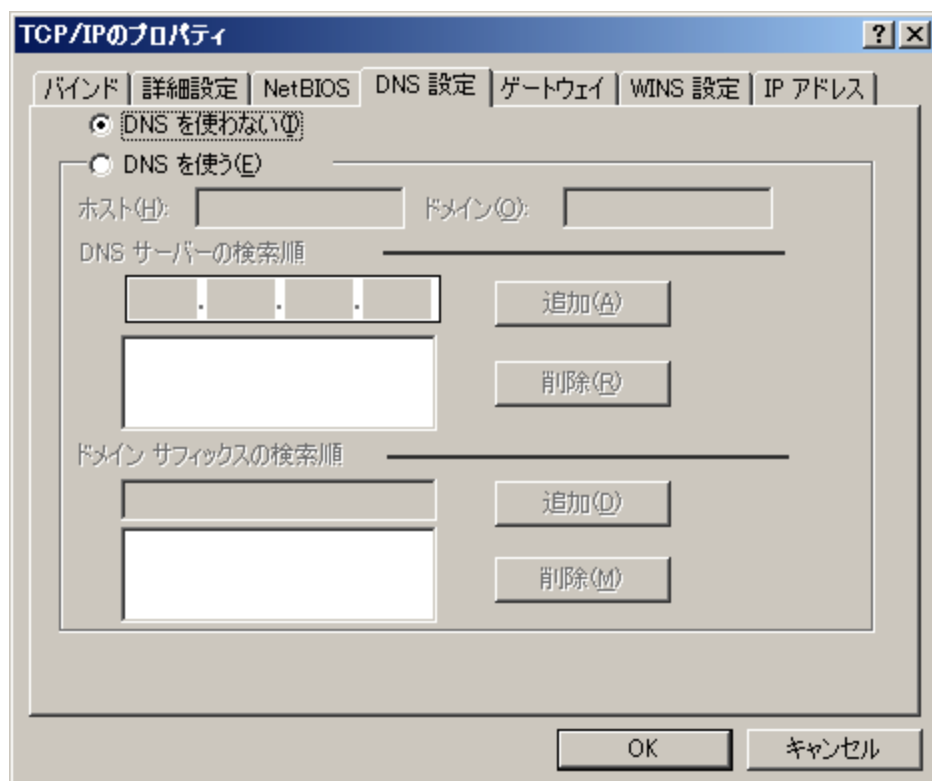 TCP/IPのプロパティ
バインド 詳細設定 NetBIOS DNS 設定 ゲートウェイ WINS 設定 IP アドレス
DNS を使わない(I)
DNS を使う(E)
ホスト(H): ドメイン(O):
DNS サーバーの検索順
. . . 追加(A)
削除(R)
ドメイン サフィックスの検索順
追加(D)
削除(M)
OK キャンセル